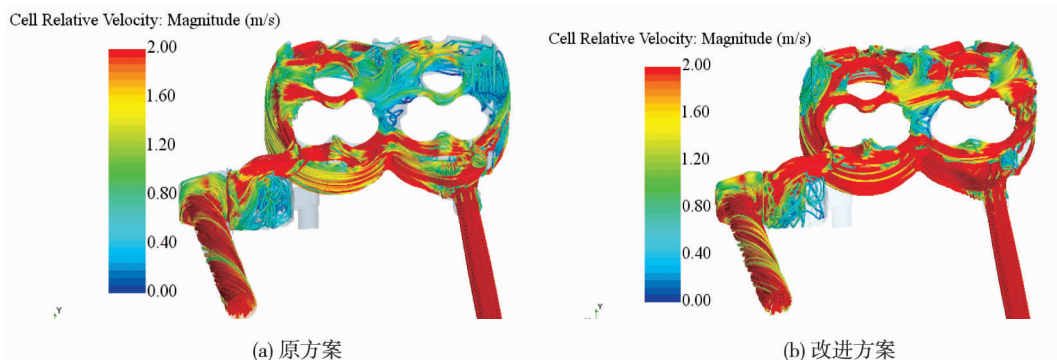 Cell Relative Velocity: Magnitude (m/s)
2.00
1.60
1.20
0.80
0.40
0.00
Y
(a) 原方案
Cell Relative Velocity: Magnitude (m/s)
2.00
1.60
1.20
0.80
0.40
0.00
Y
(b) 改进方案